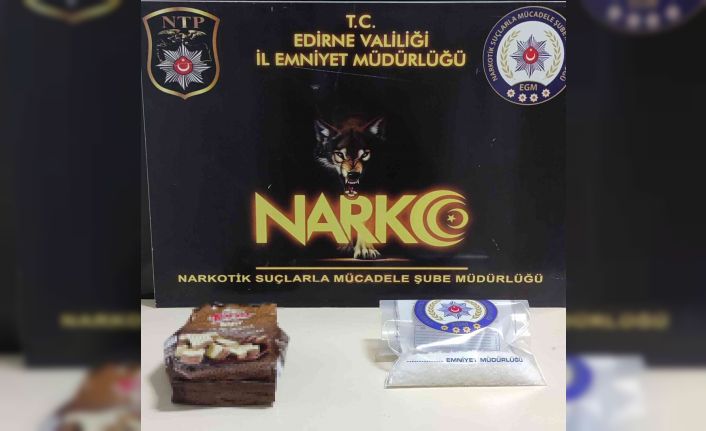 NTP
T.C.
EDİRNE VALİLİĞİ
İL EMNİYET MÜDÜRLÜĞÜ
NARKOTİK SUÇLARLA MÜCADELE ŞUBE
EGM
NARKO
NARKOTİK SUÇLARLA MÜCADELE ŞUBE MÜDÜRLÜĞÜ
EMNİYET MÜDÜRLÜĞÜ